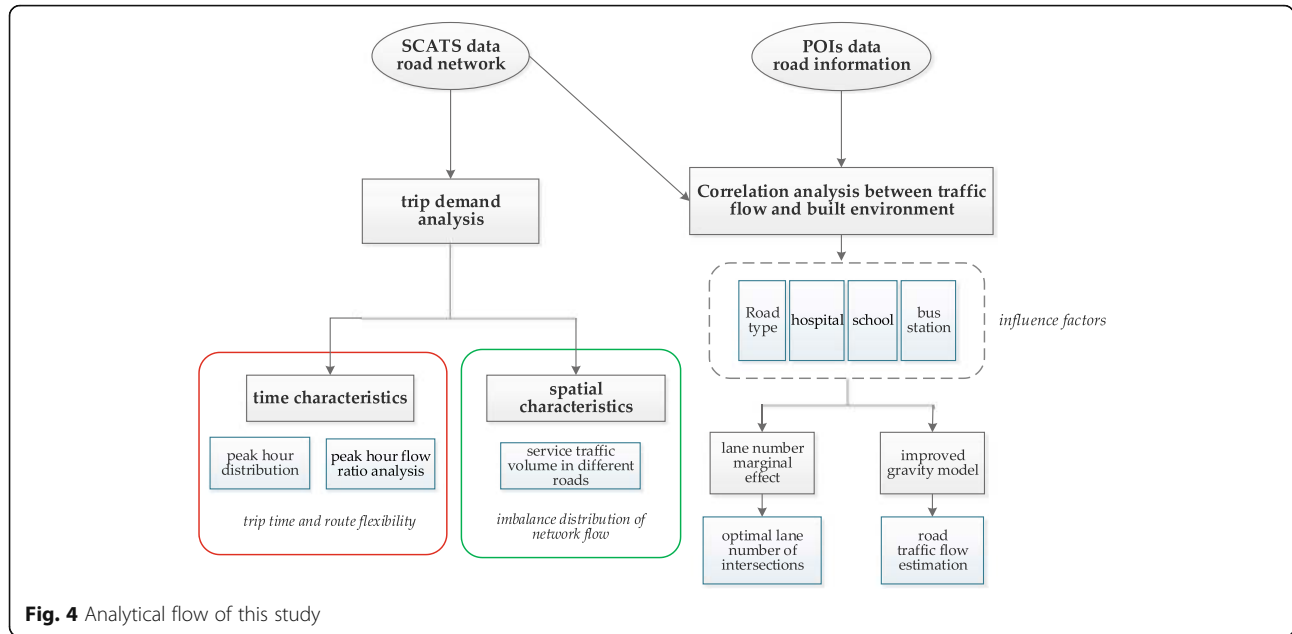 SCATS data
road network
POIs data
road information
trip demand
analysis
Correlation analysis between traffic
flow and built environment
Road
type
hospital
school
bus
station
influence factors
time characteristics
peak hour
distribution
peak hour flow
ratio analysis
trip time and route flexibility
spatial
characteristics
service traffic
volume in different
roads
imbalance distribution of
network flow
lane number
marginal
effect
improved
gravity model
optimal lane
number of
intersections
road
traffic flow
estimation
Fig. 4 Analytical flow of this study